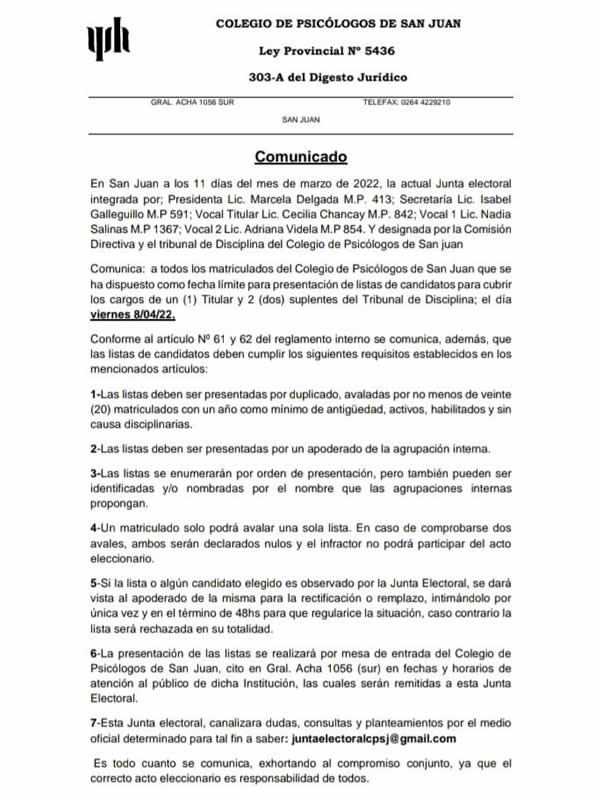 COLEGIO DE PSICÓLOGOS DE SAN JUAN
Ley Provincial Nº 5436
303-A del Digesto Jurídico
GRAL. ACHA 1056 SUR TELEFAX: 0264 4229210
SAN JUAN
Comunicado
En San Juan a los 11 días del mes de marzo de 2022, la actual Junta electoral
integrada por; Presidenta Lic. Marcela Delgada M.P. 413; Secretaría Lic. Isabel
Galleguillo M.P 591; Vocal Titular Lic. Cecilia Chancay M.P. 842; Vocal 1 Lic. Nadia
Salinas M.P 1367; Vocal 2 Lic. Adriana Videla M.P 854. Y designada por la Comisión
Directiva y el tribunal de Disciplina del Colegio de Psicólogos de San juan
Comunica: a todos los matriculados del Colegio de Psicólogos de San Juan que se
ha dispuesto como fecha límite para presentación de listas de candidatos para cubrir
los cargos de un (1) Titular y 2 (dos) suplentes del Tribunal de Disciplina; el día
viernes 8/04/22.
Conforme al artículo Nº 61 y 62 del reglamento interno se comunica, además, que
las listas de candidatos deben cumplir los siguientes requisitos establecidos en los
mencionados artículos:
1-Las listas deben ser presentadas por duplicado, avaladas por no menos de veinte
(20) matriculados con un año como mínimo de antigüedad, activos, habilitados y sin
causa disciplinarias.
2-Las listas deben ser presentadas por un apoderado de la agrupación interna.
3-Las listas se enumerarán por orden de presentación, pero también pueden ser
identificadas y/o nombradas por el nombre que las agrupaciones internas
propongan.
4-Un matriculado solo podrá avalar una sola lista. En caso de comprobarse dos
avales, ambos serán declarados nulos y el infractor no podrá participar del acto
eleccionario.
5-Si la lista o algún candidato elegido es observado por la Junta Electoral, se dará
vista al apoderado de la misma para la rectificación o remplazo, intimándolo por
única vez y en el término de 48hs para que regularice la situación, caso contrario la
lista será rechazada en su totalidad.
6-La presentación de las listas se realizará por mesa de entrada del Colegio de
Psicólogos de San Juan, cito en Gral. Acha 1056 (sur) en fechas y horarios de
atención al público de dicha Institución, las cuales serán remitidas a esta Junta
Electoral.
7-Esta Junta electoral, canalizara dudas, consultas y planteamientos por el medio
oficial determinado para tal fin a saber: juntaelectoralcpsj@gmail.com
Es todo cuanto se comunica, exhortando al compromiso conjunto, ya que el
correcto acto eleccionario es responsabilidad de todos.